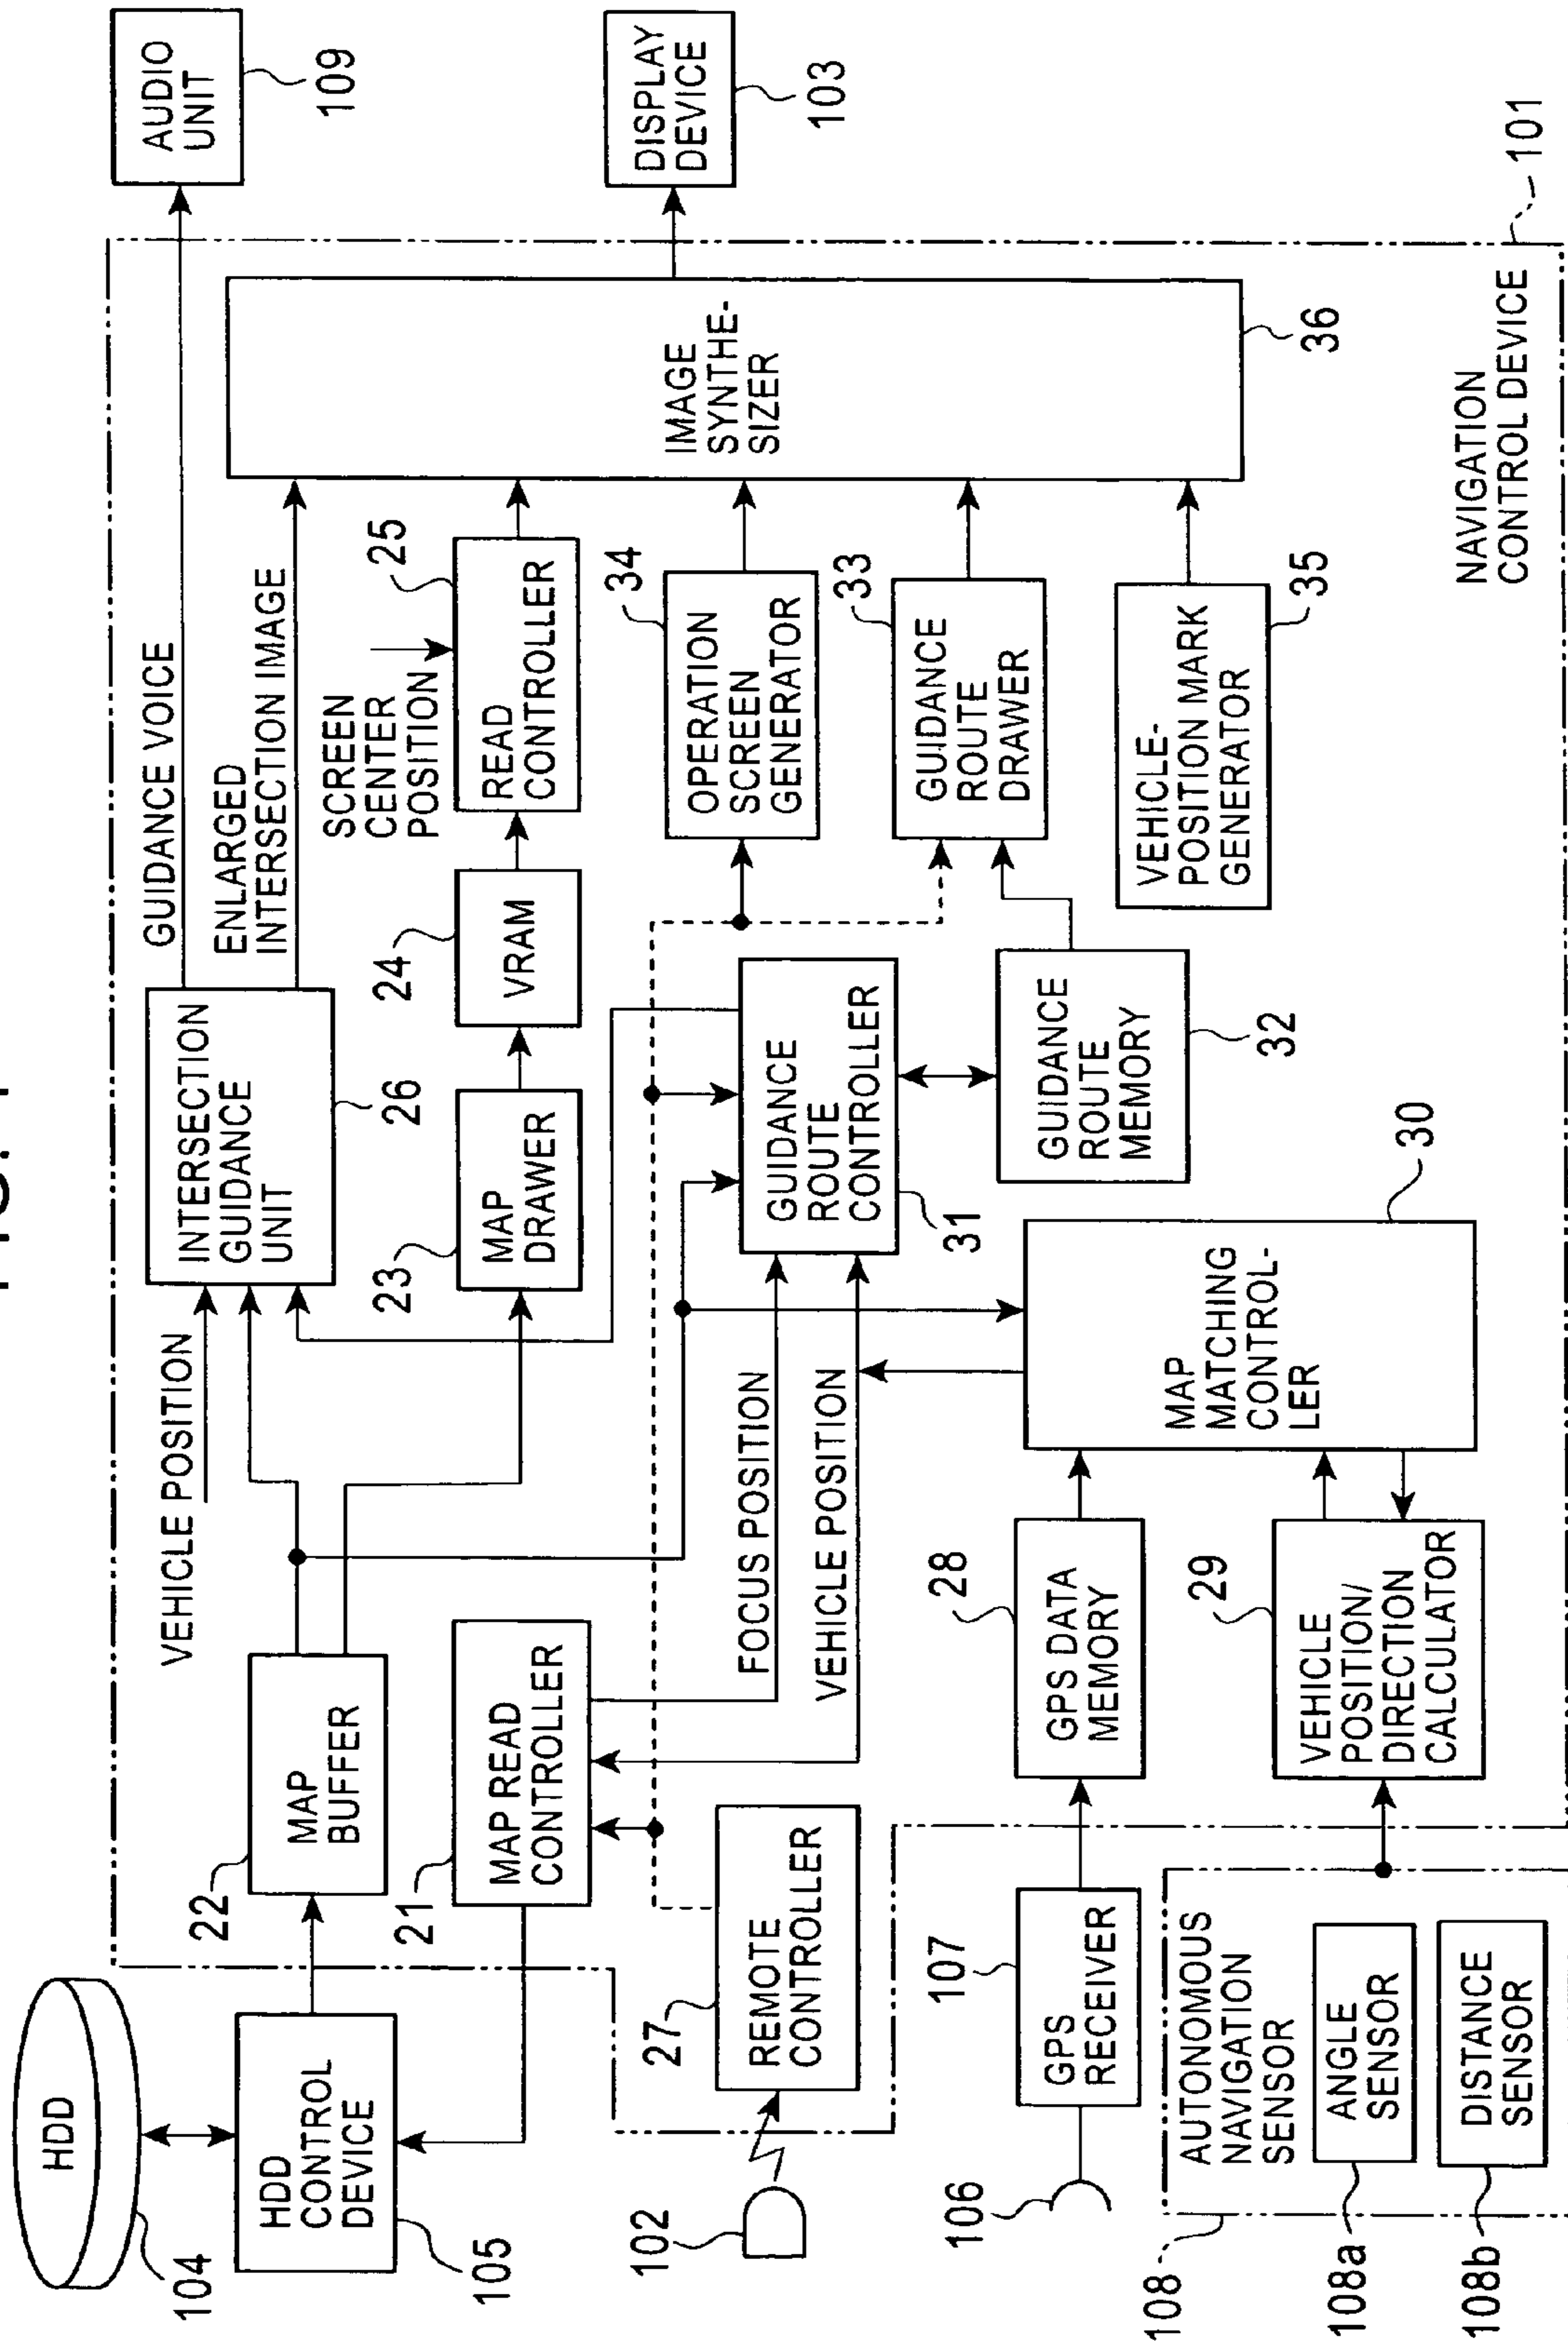 HDD
104
HDD
CONTROL
DEVICE
105
22
MAP
BUFFER
VEHICLE POSITION
INTERSECTION
GUIDANCE
UNIT
26
GUIDANCE VOICE
ENLARGED
INTERSECTION IMAGE
AUDIO
UNIT
109
21
MAP READ
CONTROLLER
23
MAP
DRAWER
24
VRAM
SCREEN
CENTER
POSITION
25
READ
CONTROLLER
IMAGE
SYNTHE-
SIZER
36
DISPLAY
DEVICE
103
102
27
REMOTE
CONTROLLER
FOCUS POSITION
VEHICLE POSITION
GUIDANCE
ROUTE
CONTROLLER
31
34
OPERATION
SCREEN
GENERATOR
33
GUIDANCE
ROUTE
DRAWER
GUIDANCE
ROUTE
MEMORY
32
VEHICLE-
POSITION MARK
GENERATOR
35
106
107
GPS
RECEIVER
28
GPS DATA
MEMORY
MAP
MATCHING
CONTROL-
LER
30
29
VEHICLE
POSITION/
DIRECTION
CALCULATOR
108
AUTONOMOUS
NAVIGATION
SENSOR
108a
ANGLE
SENSOR
108b
DISTANCE
SENSOR
NAVIGATION
CONTROL DEVICE
101